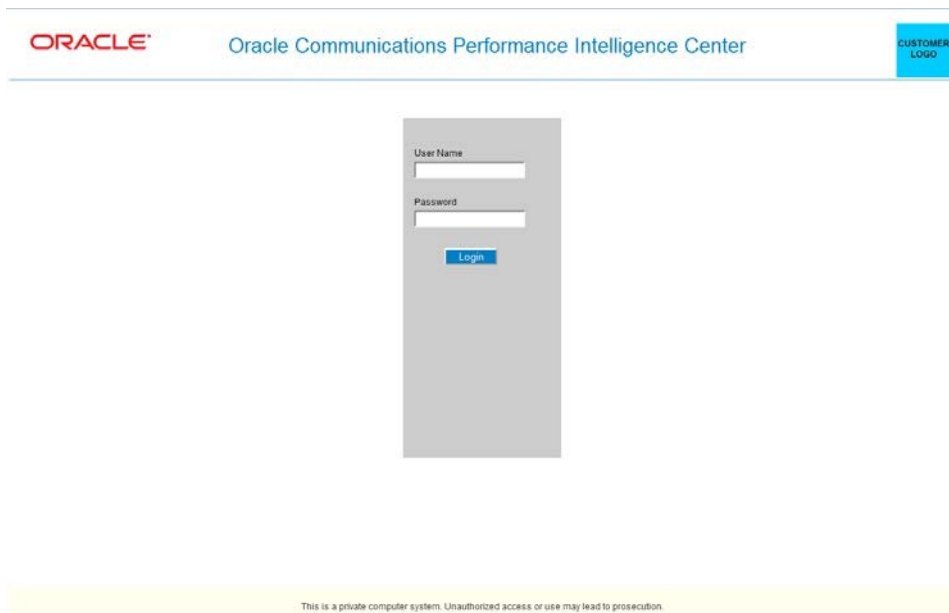 ORACLE
Oracle Communications Performance Intelligence Center
CUSTOMER
LOGO
User Name
Password
Login
This is a private computer system. Unauthorized access or use may lead to prosecution.